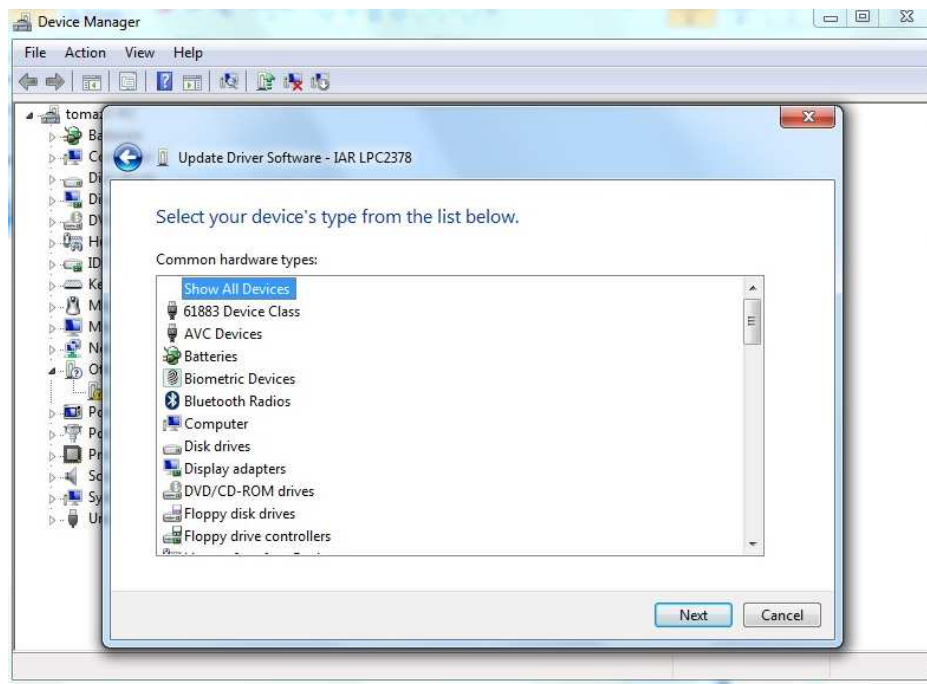 Device Manager
File Action View Help
Update Driver Software - IAR LPC2378
Select your device's type from the list below.
Common hardware types:
Show All Devices
61883 Device Class
AVC Devices
Batteries
Biometric Devices
Bluetooth Radios
Computer
Disk drives
Display adapters
DVD/CD-ROM drives
Floppy disk drives
Floppy drive controllers
Next Cancel